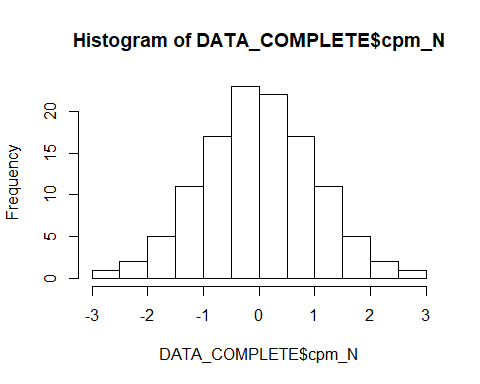 Histogram of DATA_COMPLETE$cpm_N
Frequency
20
15
10
5
0
-3 -2 -1 0 1 2 3
DATA_COMPLETE$cpm_N